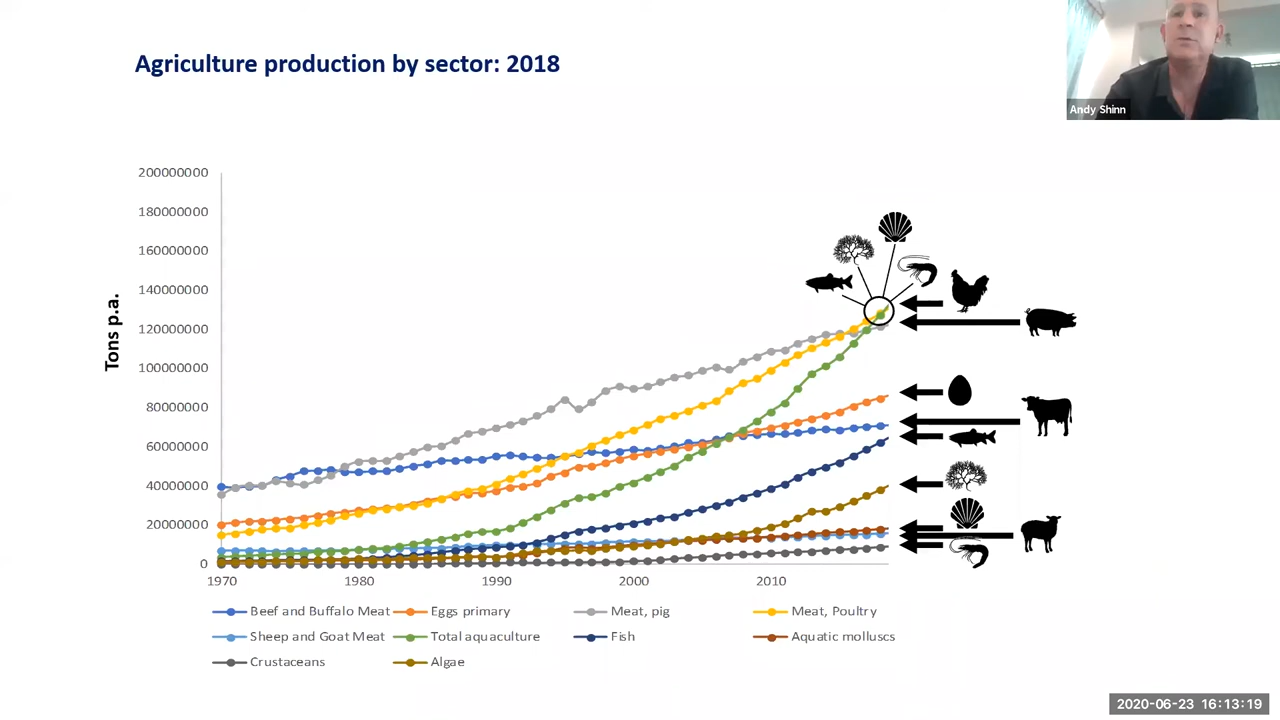 Agriculture production by sector: 2018
Andy Shinn
Tons p.a.
200000000
180000000
160000000
140000000
120000000
100000000
80000000
60000000
40000000
20000000
0
1970 1980 1990 2000 2010
Beef and Buffalo Meat Eggs primary Meat, pig Meat, Poultry
Sheep and Goat Meat Total aquaculture Fish Aquatic molluscs
Crustaceans Algae
2020-06-23 16:13:19